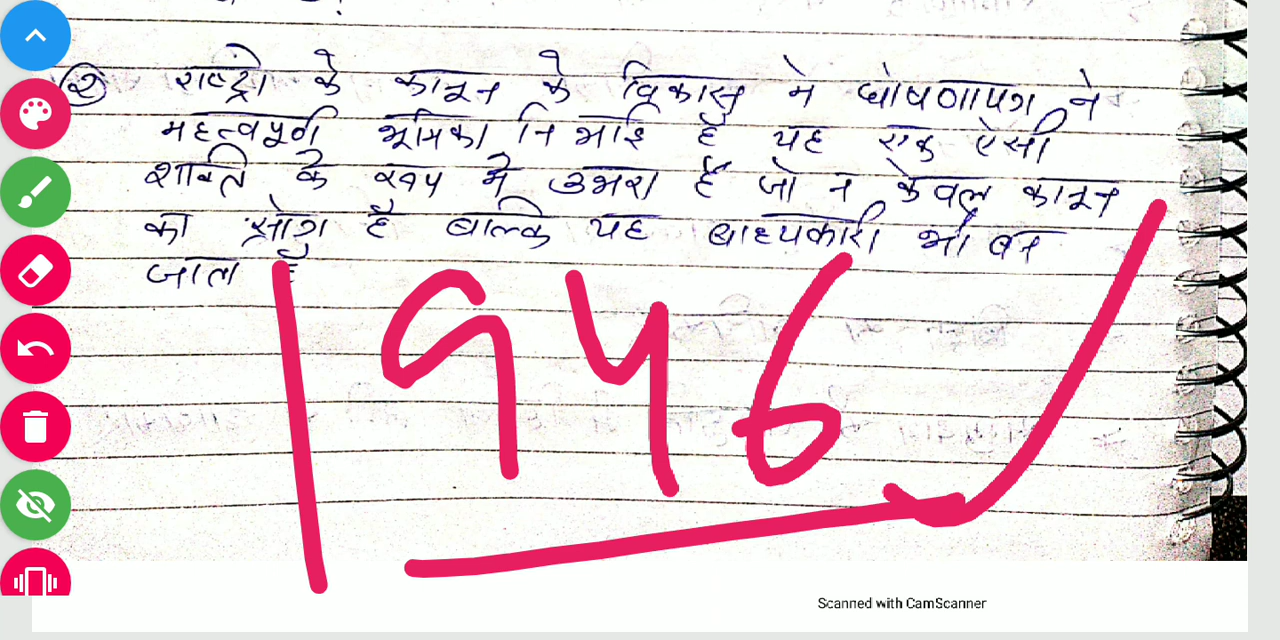 ② राष्ट्रो के कानून के विकास मे घोषणापत्र ने
महत्वपूर्ण भूमिका निभाई है यह एक ऐसी
शक्ति के रूप मे उभरा है जो न केवल कानून
का स्रोत है बल्कि यह बाध्यकारी भी बन
जाता है
1946
Scanned with CamScanner